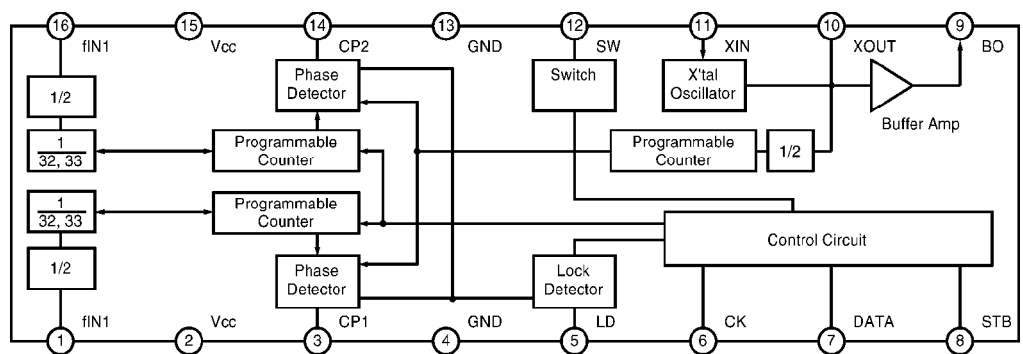 16
15
14
13
12
11
10
9
fIN1
Vcc
CP2
GND
SW
XIN
XOUT
BO
1/2
Phase
Detector
Switch
X'tal
Oscillator
Buffer Amp
1
32, 33
Programmable
Counter
Programmable
Counter
1/2
1
32, 33
Programmable
Counter
Control Circuit
1/2
Phase
Detector
Lock
Detector
fIN1
Vcc
CP1
GND
LD
CK
DATA
STB
1
2
3
4
5
6
7
8